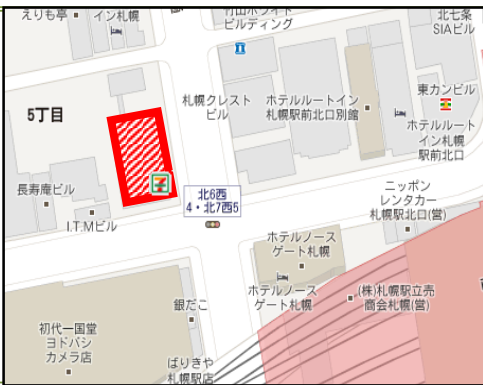 えりも亭
イン札幌
竹山ホワイト
ビルディング
北七条
SIAビル
5丁目
札幌クレスト
ビル
ホテルルートイン
札幌駅前北口別館
東カンビル
ホテルルート
イン札幌
駅前北口
長寿庵ビル
I.T.Mビル
北6西
4・北7西5
ニッポン
レンタカー
札幌駅北口(営)
ホテルノース
ゲート札幌
ホテルノース
ゲート札幌
(株)札幌駅立売
商会札幌(営)
銀だこ
初代一国堂
ヨドバシ
カメラ店
ぱりきや
札幌駅店